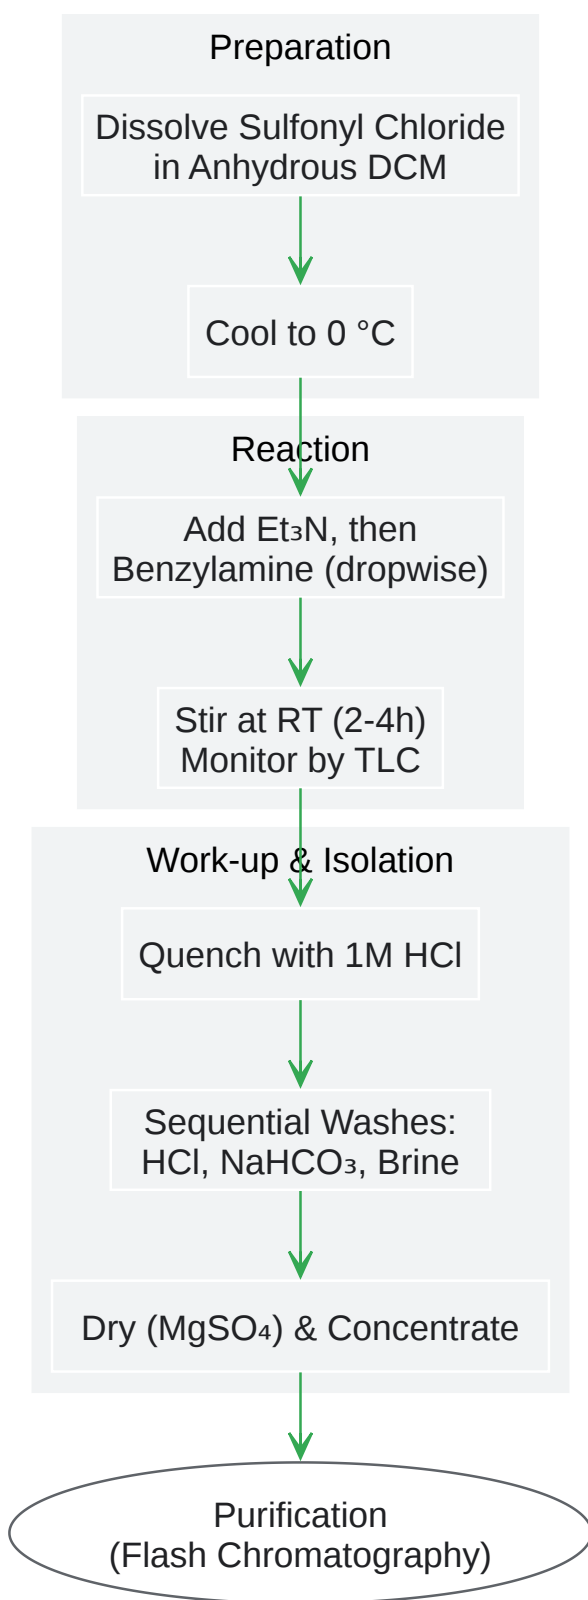 Preparation
Dissolve Sulfonyl Chloride
in Anhydrous DCM
Cool to 0 °C
Reaction
Add Et₃N, then
Benzylamine (dropwise)
Stir at RT (2-4h)
Monitor by TLC
Work-up & Isolation
Quench with 1M HCl
Sequential Washes:
HCl, NaHCO₃, Brine
Dry (MgSO₄) & Concentrate
Purification
(Flash Chromatography)